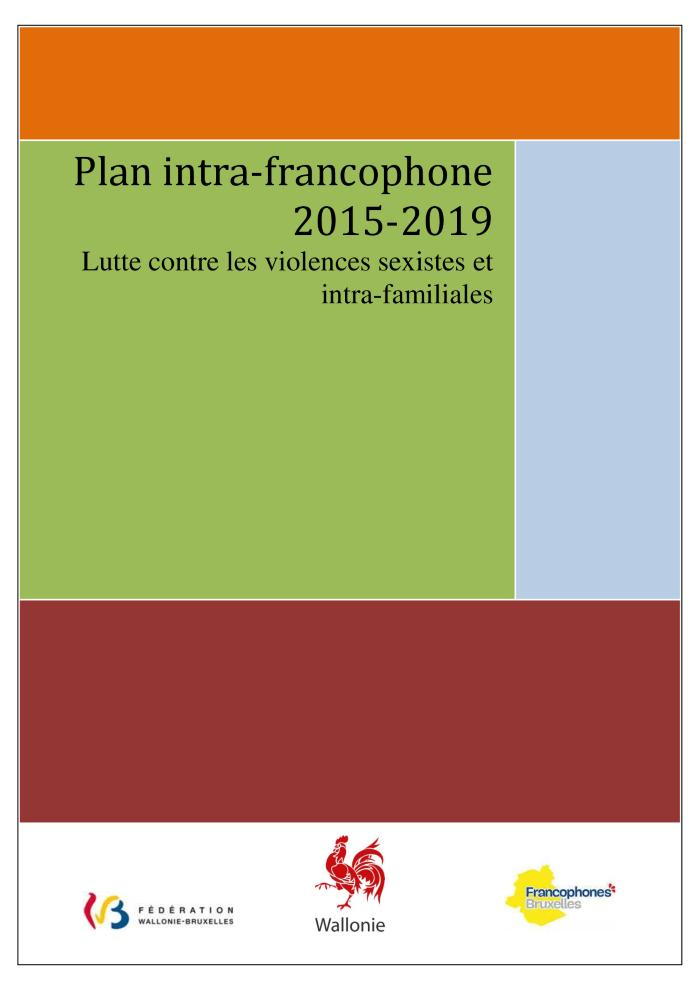 Plan intra-francophone
2015-2019
Lutte contre les violences sexistes et
intra-familiales
FÉDÉRATION
WALLONIE-BRUXELLES
Wallonie
Francophones
Bruxelles